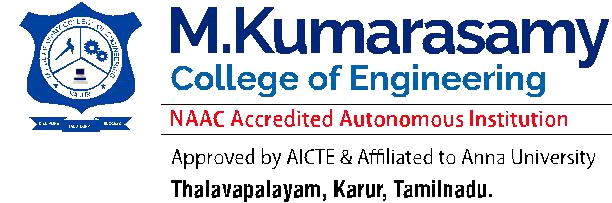 M.Kumarasamy
College of Engineering
NAAC Accredited Autonomous Institution
Approved by AICTE & Affiliated to Anna University
Thalavapalayam, Karur, Tamilnadu.